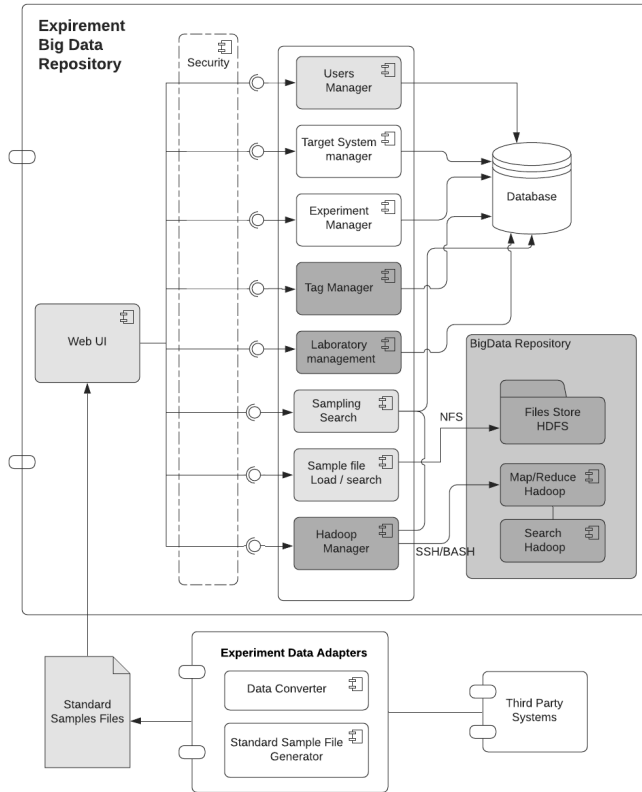 Expirement
Big Data
Repository
Security
Users
Manager
Target System
manager
Experiment
Manager
Tag Manager
Laboratory
management
Sampling
Search
Sample file
Load / search
Hadoop
Manager
Web UI
Database
BigData Repository
NFS
Files Store
HDFS
Map/Reduce
Hadoop
SSH/BASH
Search
Hadoop
Standard
Samples Files
Experiment Data Adapters
Data Converter
Standard Sample File
Generator
Third Party
Systems